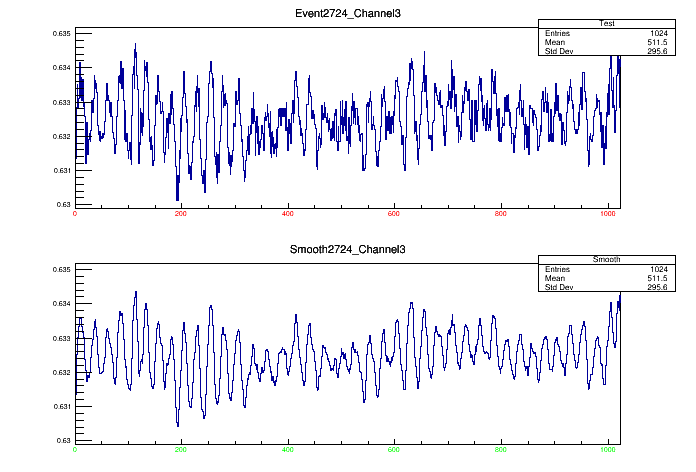 Event2724_Channel3
Test
Entries 1024
Mean 511.5
Std Dev 295.6
0.635
0.634
0.633
0.632
0.631
0.63
0 200 400 600 800 1000
Smooth2724_Channel3
Smooth
Entries 1024
Mean 511.5
Std Dev 295.6
0.635
0.634
0.633
0.632
0.631
0.63
0 200 400 600 800 1000